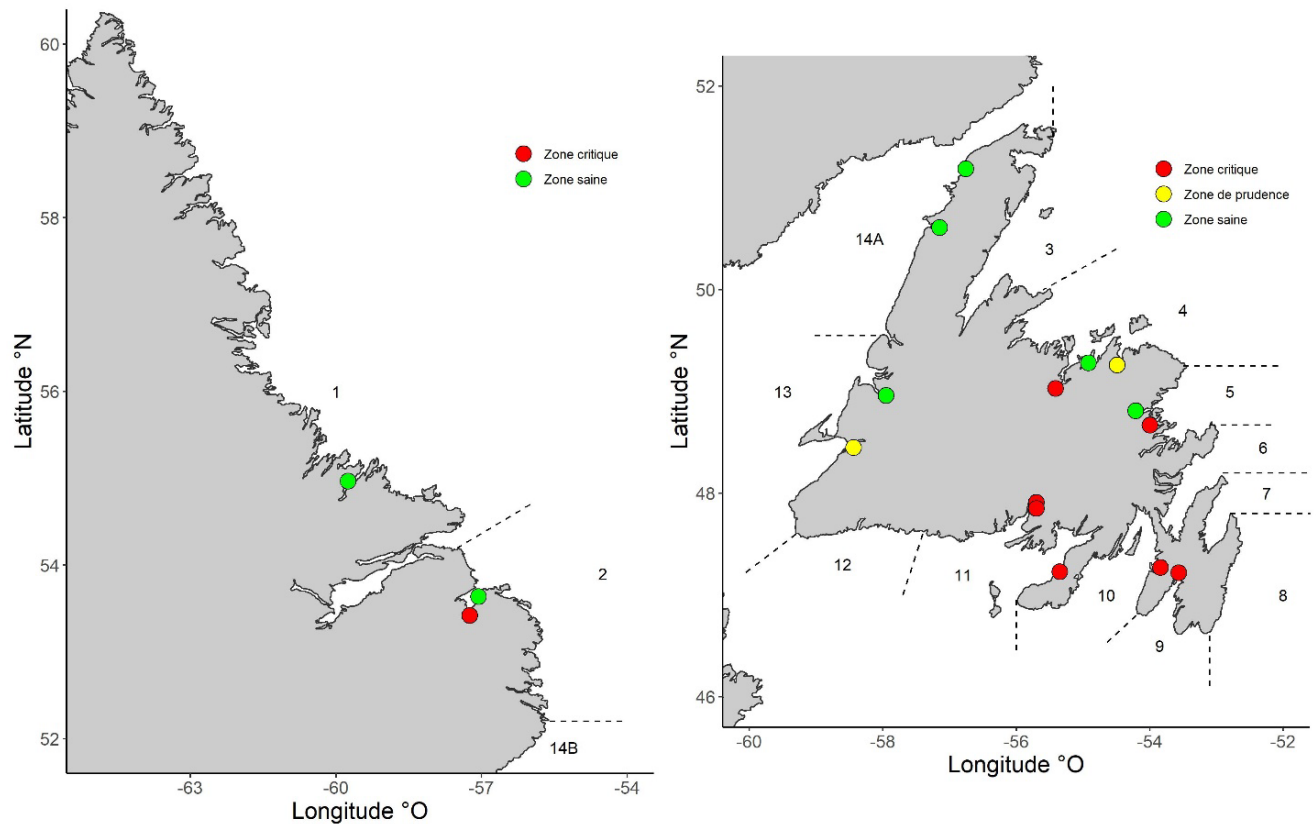 60
58
56
54
52
-63
-60
-57
-54
Latitude °N
Longitude °O
Zone critique
Zone saine
1
2
14B
52
50
48
46
-60
-58
-56
-54
-52
Latitude °N
Longitude °O
Zone critique
Zone de prudence
Zone saine
14A
3
4
5
13
6
7
12
11
10
8
9